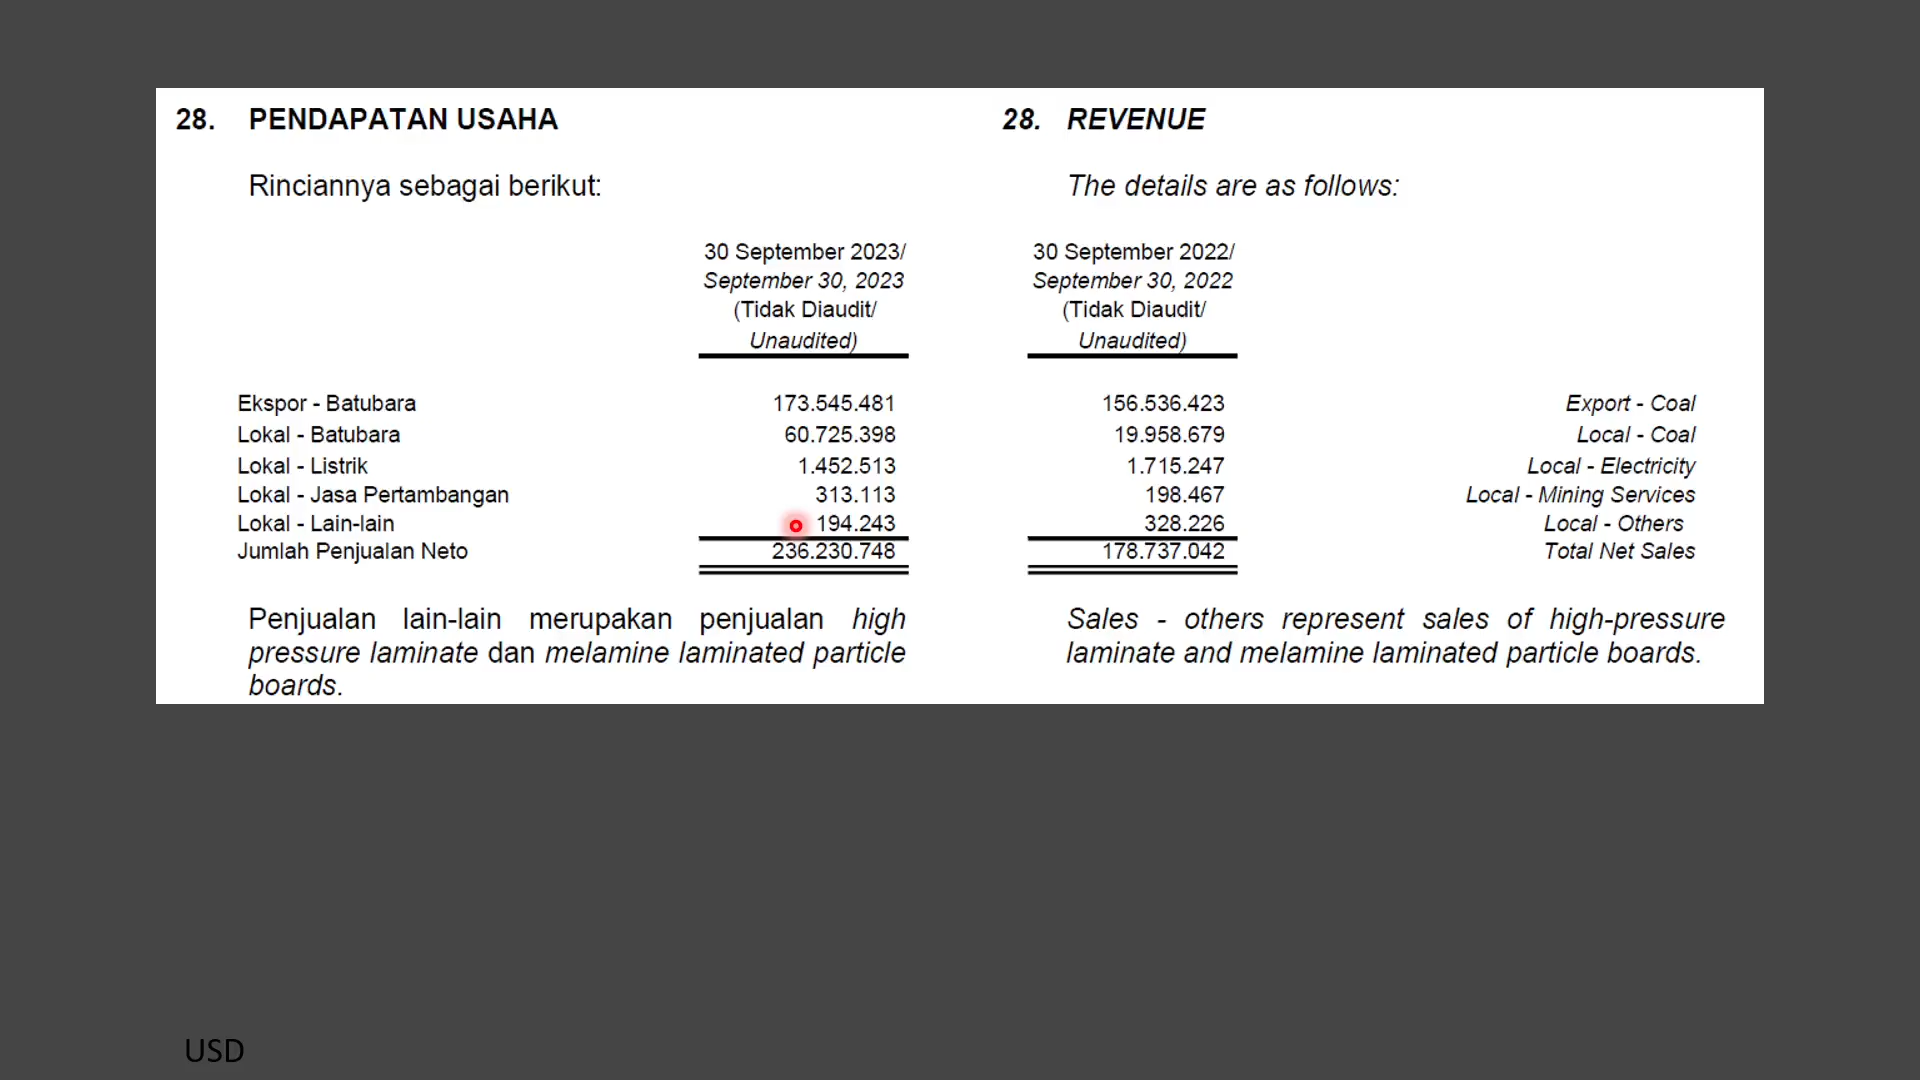 28. PENDAPATAN USAHA 28. REVENUE
Rinciannya sebagai berikut: The details are as follows:
30 September 2023/ 30 September 2022/
September 30, 2023 September 30, 2022
(Tidak Diaudit/ (Tidak Diaudit/
Unaudited) Unaudited)
Ekspor - Batubara 173.545.481 156.536.423 Export - Coal
Lokal - Batubara 60.725.398 19.958.679 Local - Coal
Lokal - Listrik 1.452.513 1.715.247 Local - Electricity
Lokal - Jasa Pertambangan 313.113 198.467 Local - Mining Services
Lokal - Lain-lain 194.243 328.226 Local - Others
Jumlah Penjualan Neto 236.230.748 178.737.042 Total Net Sales
Penjualan lain-lain merupakan penjualan high
pressure laminate dan melamine laminated particle
boards.
Sales - others represent sales of high-pressure
laminate and melamine laminated particle boards.
USD